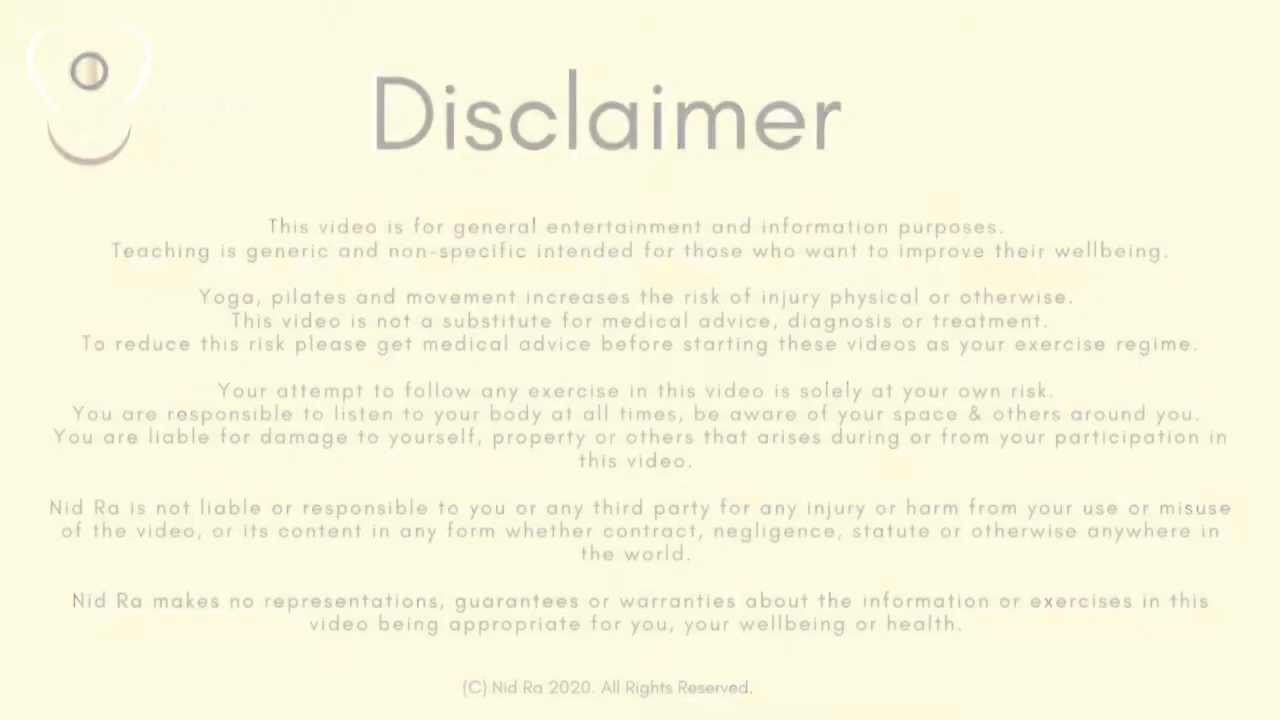 Disclaimer
This video is for general entertainment and information purposes.
Teaching is generic and non-specific intended for those who want to improve their wellbeing.
Yoga, pilates and movement increases the risk of injury physical or otherwise.
This video is not a substitute for medical advice, diagnosis or treatment.
To reduce this risk please get medical advice before starting these videos as your exercise regime.
Your attempt to follow any exercise in this video is solely at your own risk.
You are responsible to listen to your body at all times, be aware of your space & others around you.
You are liable for damage to yourself, property or others that arises during or from your participation in
this video.
Nid Ra is not liable or responsible to you or any third party for any injury or harm from your use or misuse
of the video, or its content in any form whether contract, negligence, statute or otherwise anywhere in
the world.
Nid Ra makes no representations, guarantees or warranties about the information or exercises in this
video being appropriate for you, your wellbeing or health.
(C) Nid Ra 2020. All Rights Reserved.